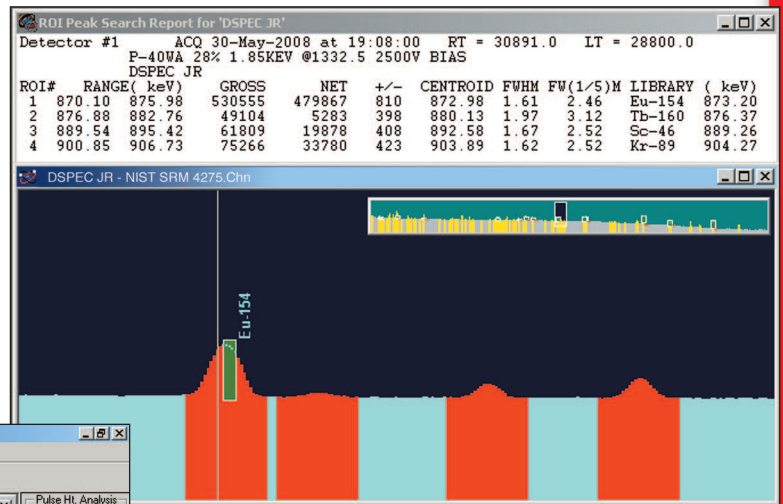 ROI Peak Search Report for 'DSPEC JR'
Detector #1 ACQ 30-May-2008 at 19:08:00 RT = 30891.0 LT = 28800.0
P-40WA 28% 1.85KEV @1332.5 2500V BIAS
DSPEC JR
ROI# RANGE( keV) GROSS NET +/- CENTROID FWHM FW(1/5)M LIBRARY ( keV)
1 870.10 875.98 530555 479867 810 872.98 1.61 2.46 Eu-154 873.20
2 876.88 882.76 49104 5283 398 880.13 1.97 3.12 Tb-160 876.37
3 889.54 895.42 61809 19878 408 892.58 1.67 2.52 Sc-46 889.26
4 900.85 906.73 75266 33780 423 903.89 1.62 2.52 Kr-89 904.27
DSPEC JR - NIST SRM 4275.Chn
Eu-154
Pulse Ht. Analysis